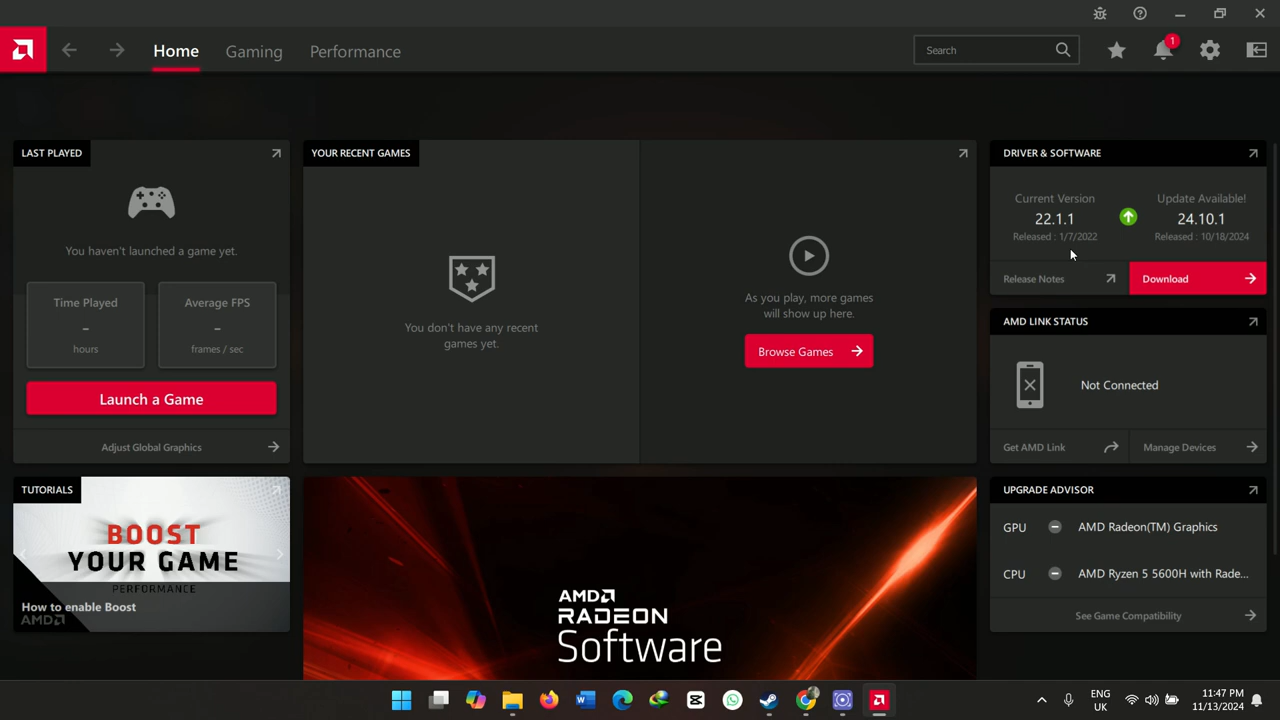 Home
Gaming
Performance
Search
1
LAST PLAYED
You haven't launched a game yet.
Time Played
-
hours
Average FPS
-
frames / sec
Launch a Game
Adjust Global Graphics
YOUR RECENT GAMES
You don't have any recent
games yet.
As you play, more games
will show up here.
Browse Games
DRIVER & SOFTWARE
Current Version
22.1.1
Released : 1/7/2022
Update Available!
24.10.1
Released : 10/18/2024
Release Notes
Download
AMD LINK STATUS
Not Connected
Get AMD Link
Manage Devices
TUTORIALS
BOOST
YOUR GAME
PERFORMANCE
How to enable Boost
AMD
AMD
RADEON
Software
UPGRADE ADVISOR
GPU
AMD Radeon(TM) Graphics
CPU
AMD Ryzen 5 5600H with Rade...
See Game Compatibility
ENG
UK
11:47 PM
11/13/2024